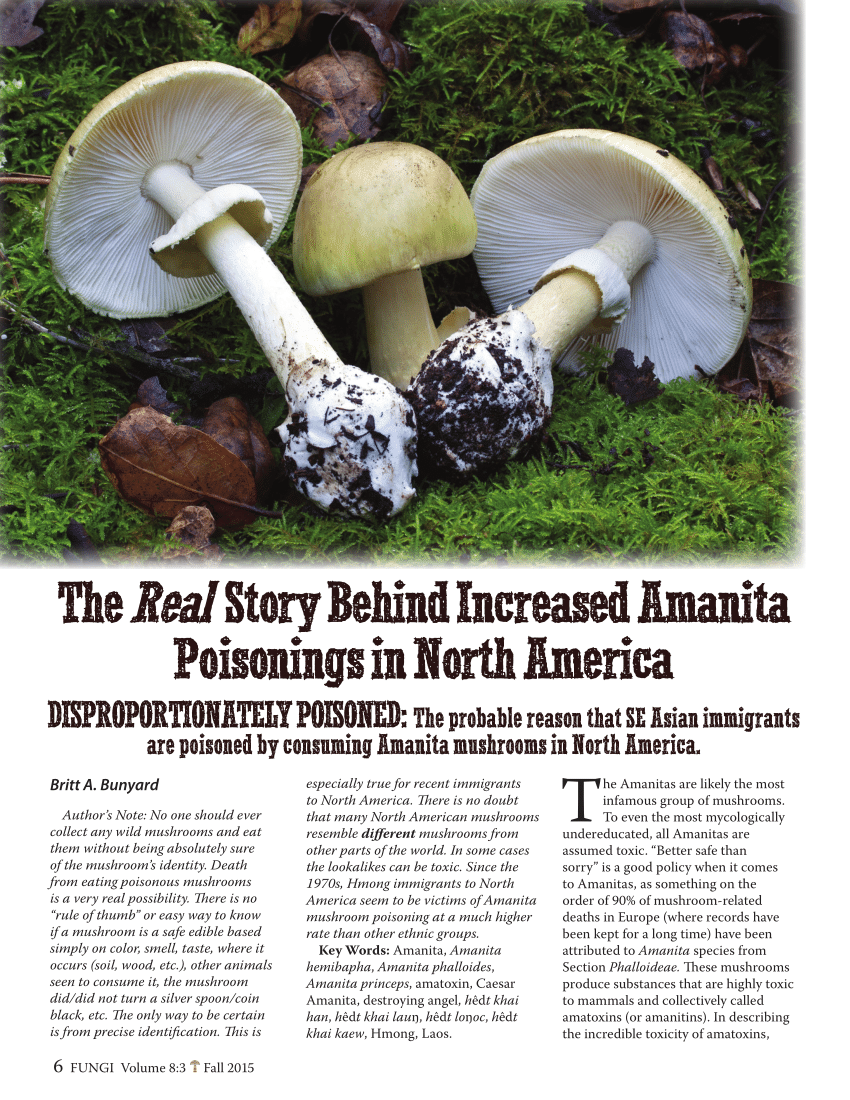 The Real Story Behind Increased Amanita
Poisonings in North America
DISPROPORTIONATELY POISONED: The probable reason that SE Asian immigrants
are poisoned by consuming Amanita mushrooms in North America.
Britt A. Bunyard
Author's Note: No one should ever
collect any wild mushrooms and eat
them without being absolutely sure
of the mushroom's identity. Death
from eating poisonous mushrooms
is a very real possibility. There is no
"rule of thumb" or easy way to know
if a mushroom is a safe edible based
simply on color, smell, taste, where it
occurs (soil, wood, etc.), other animals
seen to consume it, the mushroom
did/did not turn a silver spoon/coin
black, etc. The only way to be certain
is from precise identification. This is
especially true for recent immigrants
to North America. There is no doubt
that many North American mushrooms
resemble different mushrooms from
other parts of the world. In some cases
the lookalikes can be toxic. Since the
1970s, Hmong immigrants to North
America seem to be victims of Amanita
mushroom poisoning at a much higher
rate than other ethnic groups.
Key Words: Amanita, Amanita
hemibapha, Amanita phalloides,
Amanita princeps, amatoxin, Caesar
Amanita, destroying angel, hêdt khai
han, hêdt khai lauŋ, hêdt loŋoc, hêdt
khai kaew, Hmong, Laos.
The Amanitas are likely the most
infamous group of mushrooms.
To even the most mycologically
undereducated, all Amanitas are
assumed toxic. "Better safe than
sorry" is a good policy when it comes
to Amanitas, as something on the
order of 90% of mushroom-related
deaths in Europe (where records have
been kept for a long time) have been
attributed to Amanita species from
Section Phalloideae. These mushrooms
produce substances that are highly toxic
to mammals and collectively called
amatoxins (or amanitins). In describing
the incredible toxicity of amatoxins,
6 FUNGI Volume 8:3 Fall 2015